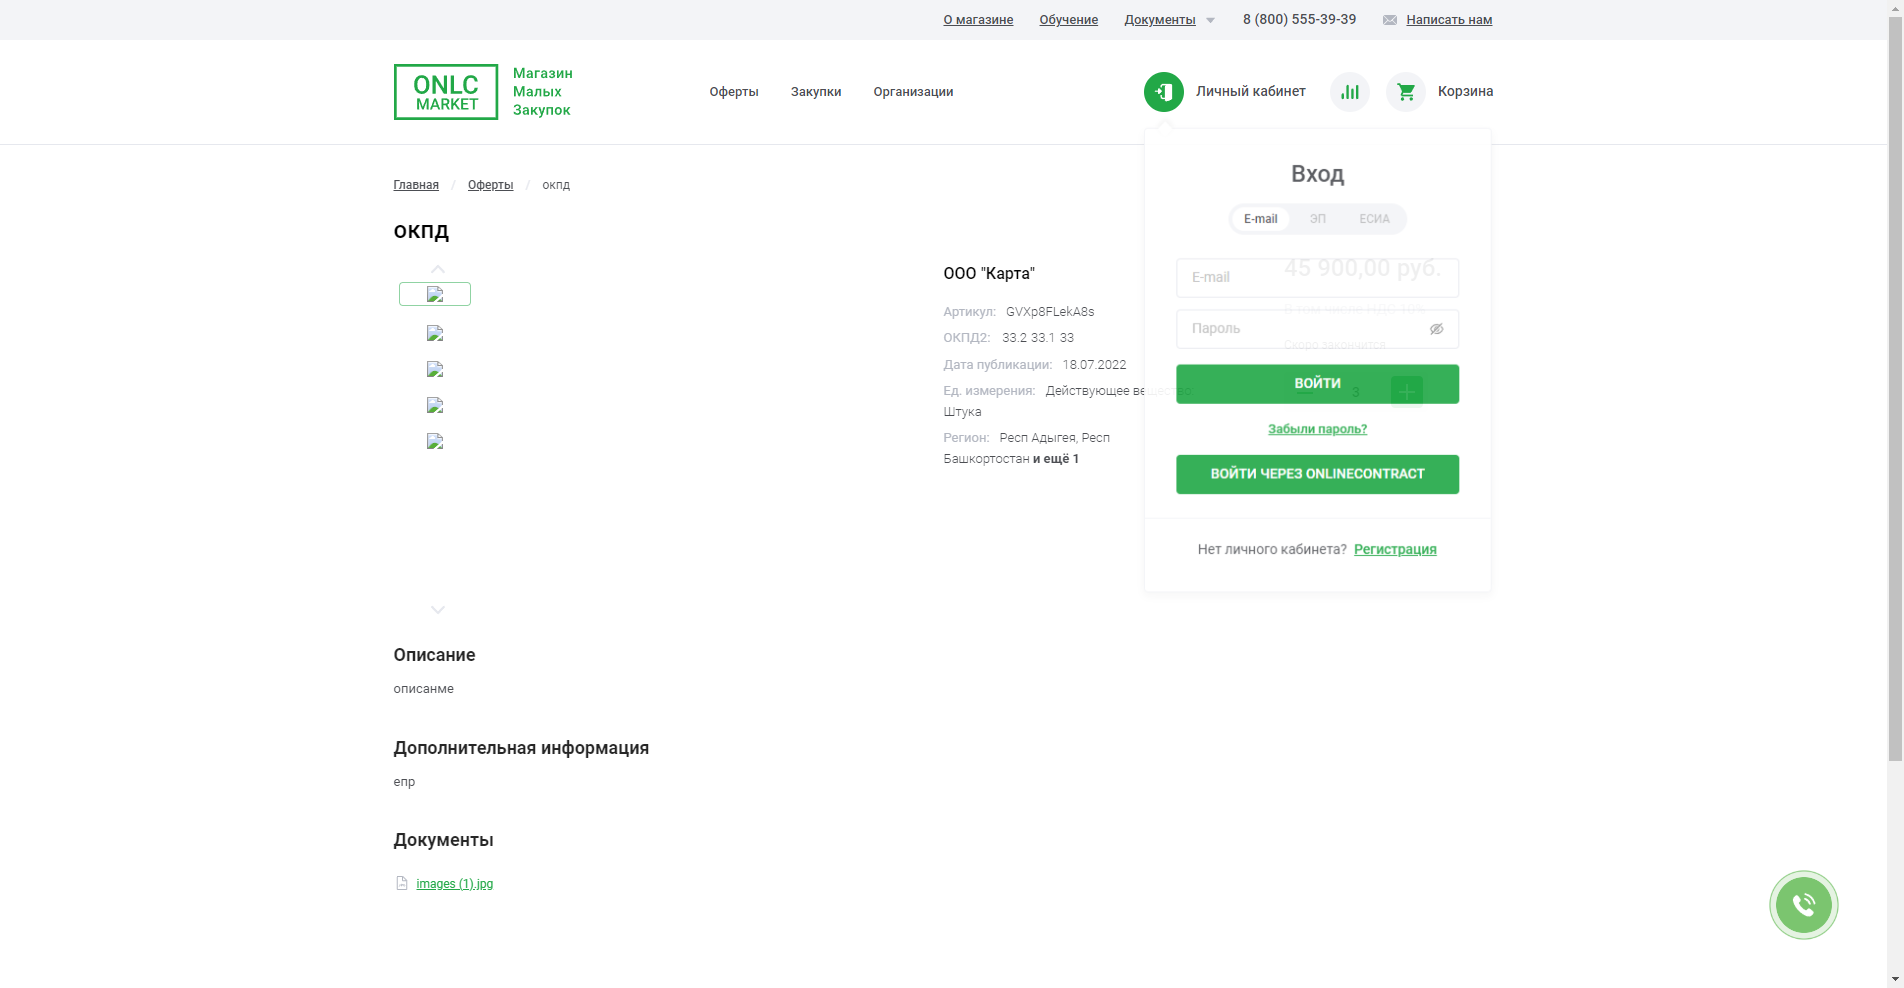 О магазине
Обучение
Документы
8 (800) 555-39-39
Написать нам
ONLC
MARKET
Магазин
Малых
Закупок
Оферты
Закупки
Организации
Личный кабинет
Корзина
Главная / Оферты / окпд
окпд
ООО "Карта"
Артикул: GVXp8FLekA8s
ОКПД2: 33.2 33.1 33
Дата публикации: 18.07.2022
Ед. измерения: Действующее вещество
Штука
Регион: Респ Адыгея, Респ
Башкортостан и ещё 1
Вход
E-mail
ЭП
ЕСИА
45 900,00 руб.
E-mail
Пароль
Скоро закончится
ВОЙТИ
3
Забыли пароль?
ВОЙТИ ЧЕРЕЗ ONLINECONTRACT
Нет личного кабинета? Регистрация
Описание
описанме
Дополнительная информация
епр
Документы
images (1).jpg